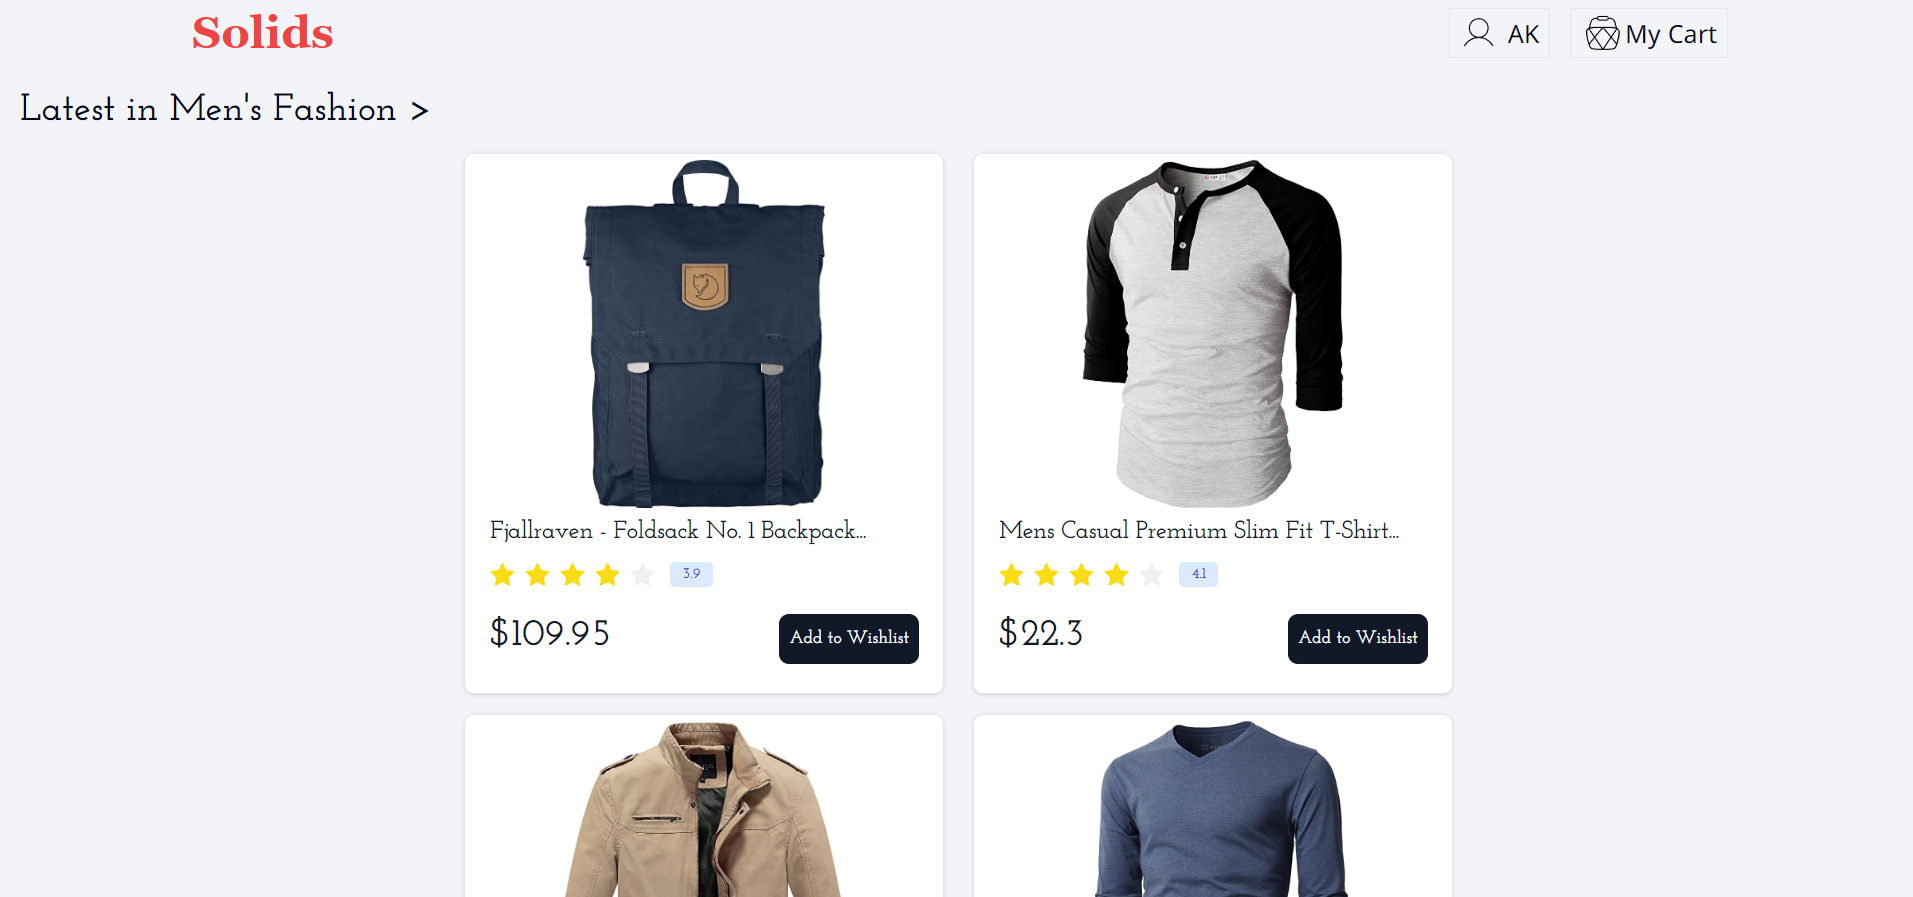 Solids
AK
My Cart
Latest in Men's Fashion >
Fjallraven - Foldsack No. 1 Backpack...
3.9
$109.95
Add to Wishlist
Mens Casual Premium Slim Fit T-Shirt...
4.1
$22.3
Add to Wishlist